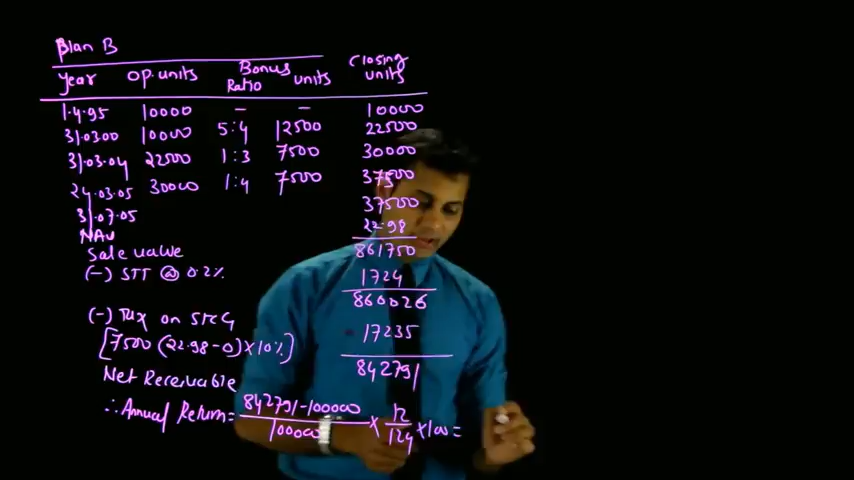 Plan B
Year Op. units Bonus Ratio units Closing units
1.4.95 10000 - - 10000
31.03.00 10000 5:4 12500 22500
31.03.04 22500 1:3 7500 30000
24.03.05 30000 1:4 7500 37500
31.07.05 37500
NAV 22.98
Sale value 861750
(-) STT @ 0.2% 1724
860026
(-) Tax on STCG 17235
[7500 (22.98-0) × 10%]
Net Receivable 842791
∴ Annual Return = 842791-100000 / 100000 × 12 / 124 × 100 =